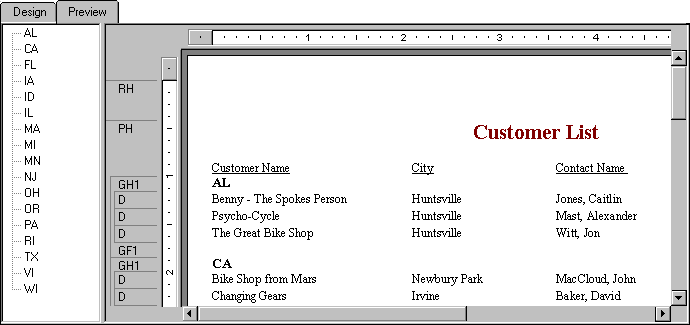 Design Preview
AL
CA
FL
IA
ID
IL
MA
MI
MN
NJ
OH
OR
PA
RI
TX
VI
WI
1 2 3 4
RH
PH
GH1
D
D
D
GF1
GH1
D
D
1
2
Customer List
Customer Name City Contact Name
AL
Benny - The Spokes Person Huntsville Jones, Caitlin
Psycho-Cycle Huntsville Mast, Alexander
The Great Bike Shop Huntsville Witt, Jon
CA
Bike Shop from Mars Newbury Park MacCloud, John
Changing Gears Irvine Baker, David